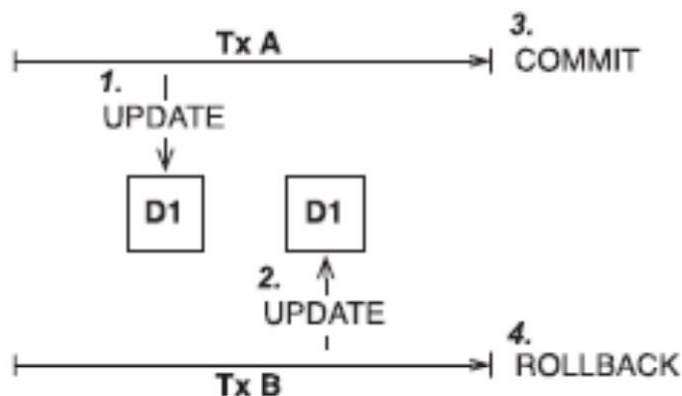 Tx A
3.
COMMIT
1.
UPDATE
D1
D1
2.
UPDATE
4.
ROLLBACK
Tx B